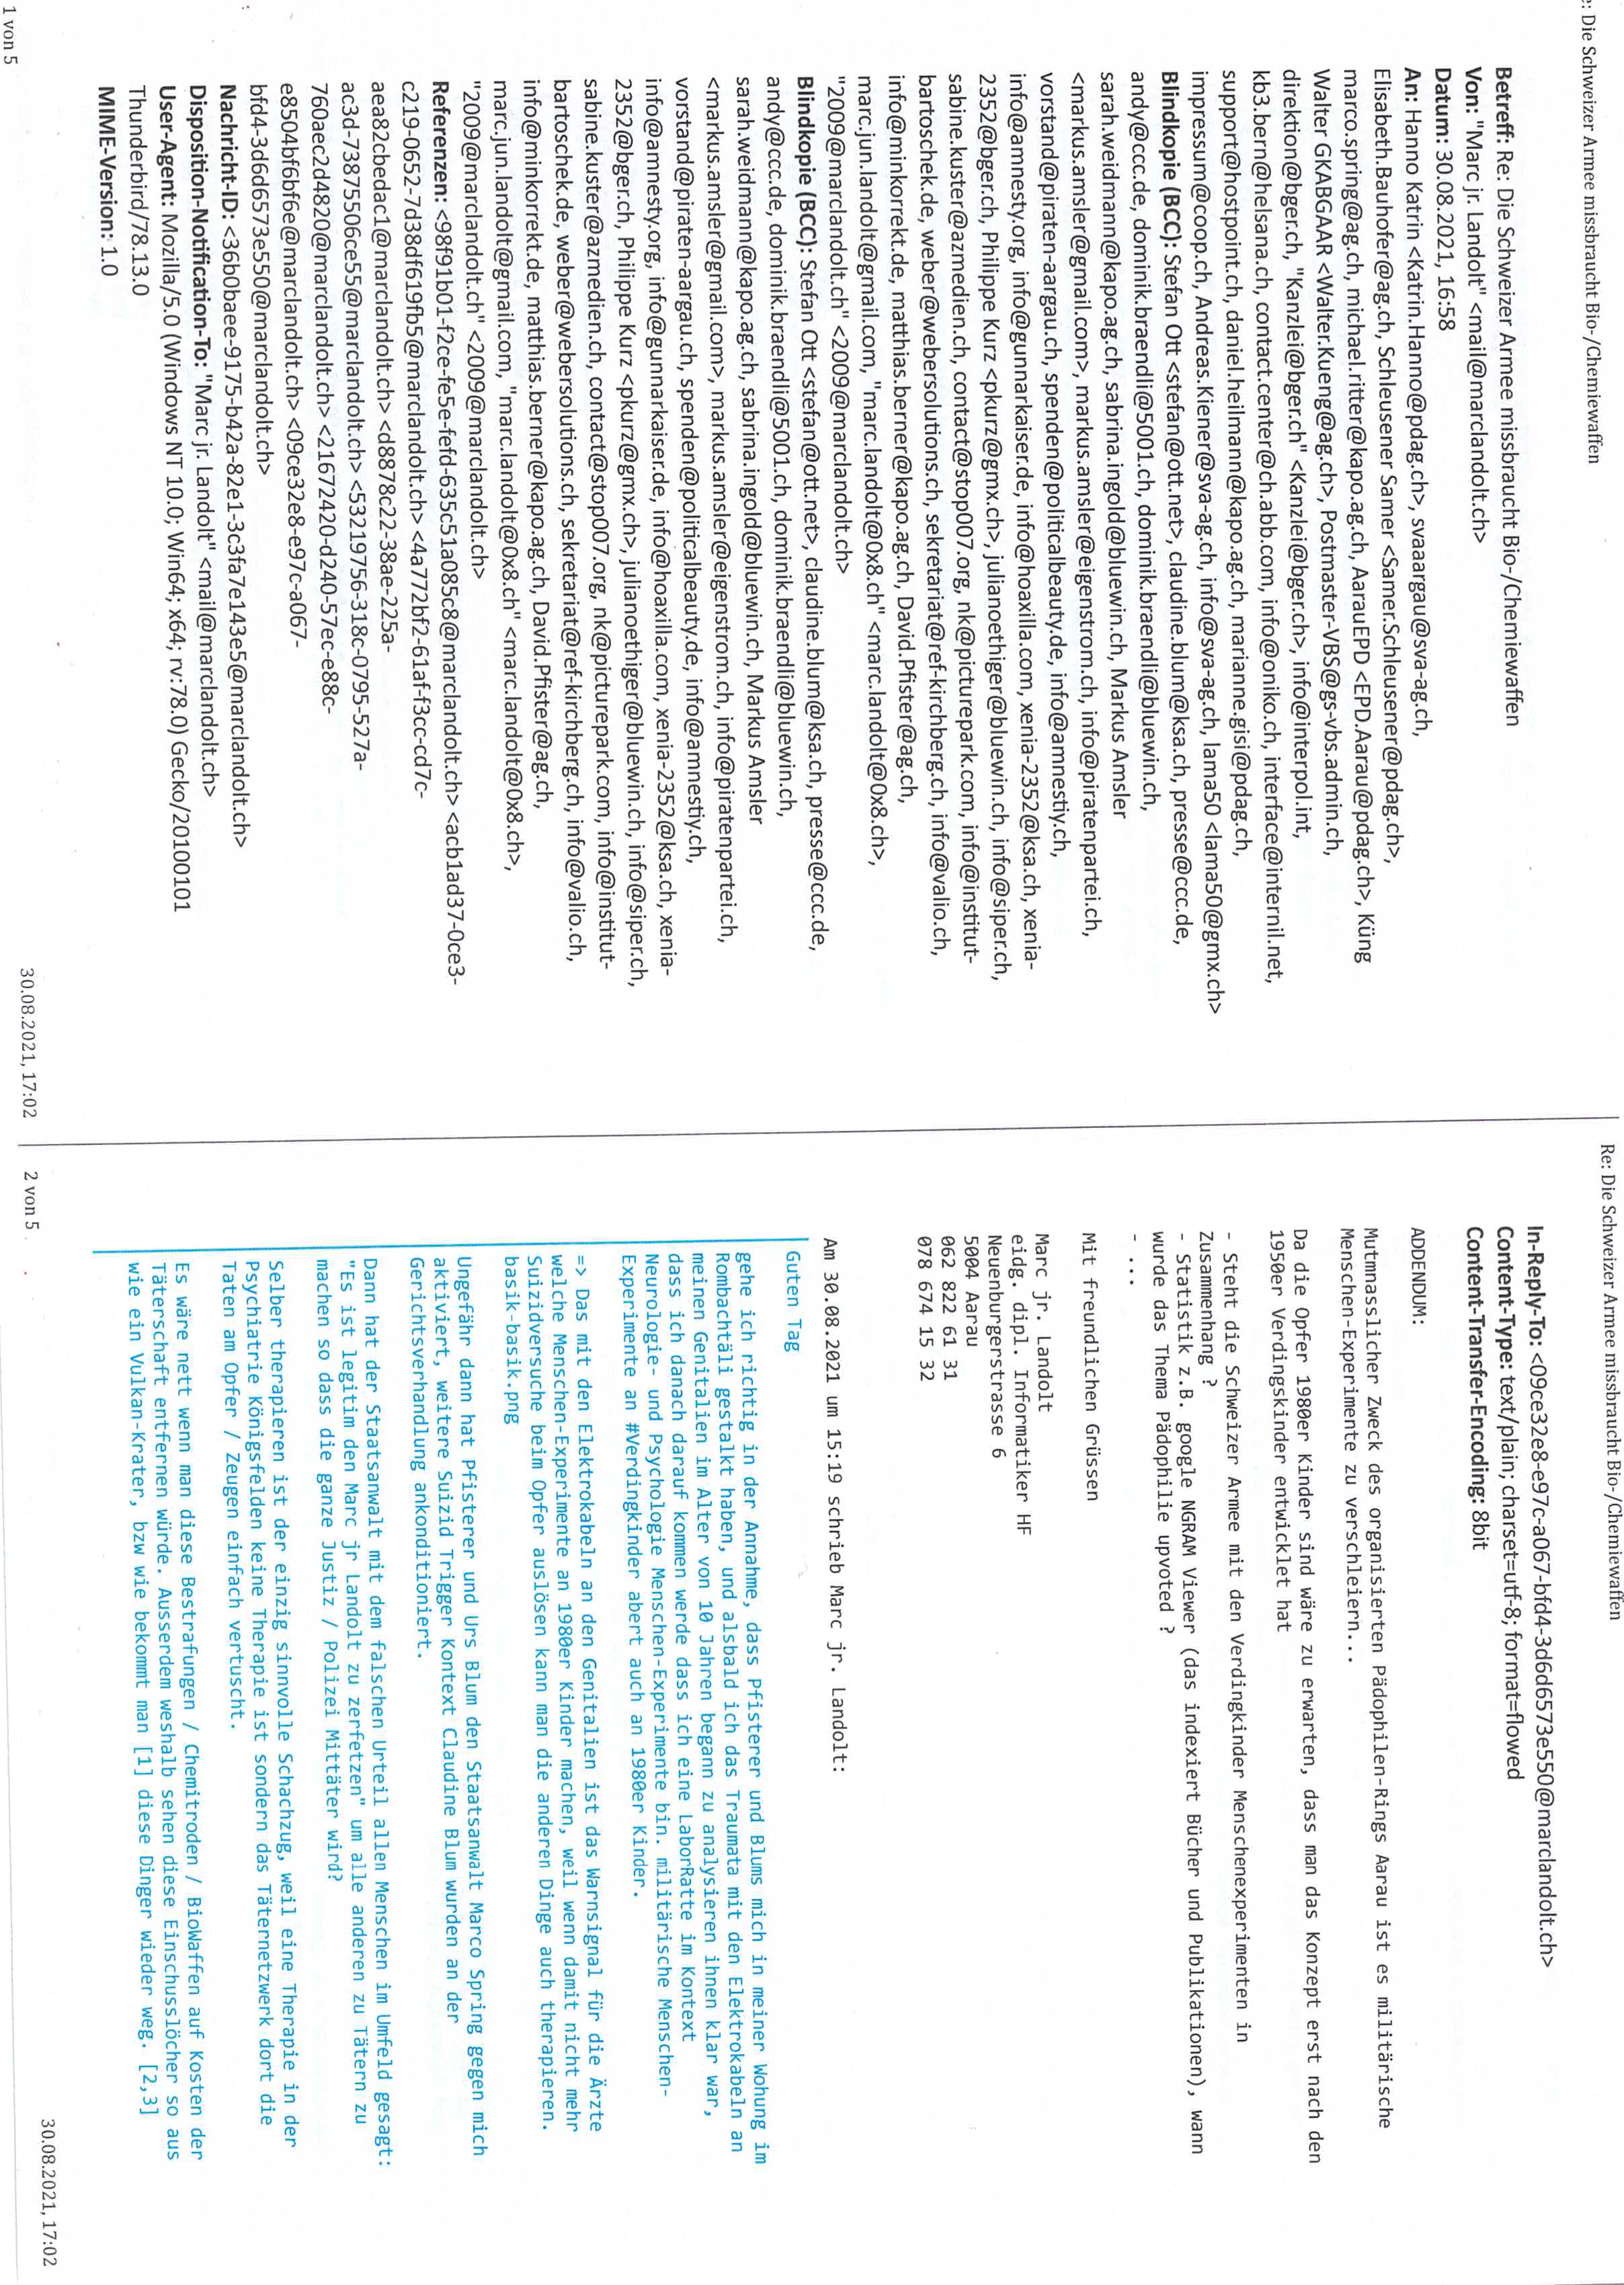 e: Die Schweizer Armee missbraucht Bio-/Chemiewaffen
Betreff: Re: Die Schweizer Armee missbraucht Bio-/Chemiewaffen
Von: "Marc jr. Landolt" <mail@marclandolt.ch>
Datum: 30.08.2021, 16:58
An: Hanno Katrin <Katrin.Hanno@pdag.ch>, svaaargau@sva-ag.ch,
Elisabeth.Bauhofer@ag.ch, Schleusener Samer <Samer.Schleusener@pdag.ch>,
marco.spring@ag.ch, michael.ritter@kapo.ag.ch, AarauEPD <EPD.Aarau@pdag.ch>, Küng
Walter GKABGAAR <Walter.Kueng@ag.ch>, Postmaster-VBS@gs-vbs.admin.ch,
direktion@bger.ch, "Kanzlei@bger.ch" <Kanzlei@bger.ch>, info@interpol.int,
kb3.bern@helsana.ch, contact.center@ch.abb.com, info@oniko.ch, interface@internil.net,
support@hostpoint.ch, daniel.heilmann@kapo.ag.ch, marianne.gisi@pdag.ch,
impressum@coop.ch, Andreas.Kiener@sva-ag.ch, info@sva-ag.ch, lama50 <lama50@gmx.ch>
Blindkopie (BCC): Stefan Ott <stefan@ott.net>, claudine.blum@ksa.ch, presse@ccc.de,
andy@ccc.de, dominik.braendli@5001.ch, dominik.braendli@bluewin.ch,
sarah.weidmann@kapo.ag.ch, sabrina.ingold@bluewin.ch, Markus Amsler
<markus.amsler@gmail.com>, markus.amsler@eigenstrom.ch, info@piratenpartei.ch,
vorstand@piraten-aargau.ch, spenden@politicalbeauty.de, info@amnestiy.ch,
info@amnesty.org, info@gunnarkaiser.de, info@hoaxilla.com, xenia-2352@ksa.ch, xenia-
2352@bger.ch, Philippe Kurz <pkurz@gmx.ch>, julianoethiger@bluewin.ch, info@siper.ch,
sabine.kuster@azmedien.ch, contact@stop007.org, nk@picturepark.com, info@institut-
bartoschek.de, weber@webersolutions.ch, sekretariat@ref-kirchberg.ch, info@valio.ch,
info@minkorrekt.de, matthias.berner@kapo.ag.ch, David.Pfister@ag.ch,
marc.jun.landolt@gmail.com, "marc.landolt@0x8.ch" <marc.landolt@0x8.ch>,
"2009@marclandolt.ch" <2009@marclandolt.ch>
Blindkopie (BCC): Stefan Ott <stefan@ott.net>, claudine.blum@ksa.ch, presse@ccc.de,
andy@ccc.de, dominik.braendli@5001.ch, dominik.braendli@bluewin.ch,
sarah.weidmann@kapo.ag.ch, sabrina.ingold@bluewin.ch, Markus Amsler
<markus.amsler@gmail.com>, markus.amsler@eigenstrom.ch, info@piratenpartei.ch,
vorstand@piraten-aargau.ch, spenden@politicalbeauty.de, info@amnestiy.ch,
info@amnesty.org, info@gunnarkaiser.de, info@hoaxilla.com, xenia-2352@ksa.ch, xenia-
2352@bger.ch, Philippe Kurz <pkurz@gmx.ch>, julianoethiger@bluewin.ch, info@siper.ch,
sabine.kuster@azmedien.ch, contact@stop007.org, nk@picturepark.com, info@institut-
bartoschek.de, weber@webersolutions.ch, sekretariat@ref-kirchberg.ch, info@valio.ch,
info@minkorrekt.de, matthias.berner@kapo.ag.ch, David.Pfister@ag.ch,
marc.jun.landolt@gmail.com, "marc.landolt@0x8.ch" <marc.landolt@0x8.ch>,
"2009@marclandolt.ch" <2009@marclandolt.ch>
Referenzen: <98f91b01-f2ce-fe5e-fefd-635c51a085c8@marclandolt.ch> <acb1ad37-0ce3-
c219-0652-7d38df619fb5@marclandolt.ch> <4a772bf2-61af-f3cc-cd7c-
aea82cbedac1@marclandolt.ch> <d8878c22-38ae-225a-
ac3d-73875506ce55@marclandolt.ch> <53219756-318c-0795-527a-
760aec2d4820@marclandolt.ch> <21672420-d240-57ec-e88c-
e8504bf6bf6e@marclandolt.ch> <09ce32e8-e97c-a067-
bfd4-3d6d6573e550@marclandolt.ch>
Nachricht-ID: <36b0baee-9175-b42a-82e1-3c3fa7e143e5@marclandolt.ch>
Disposition-Notification-To: "Marc jr. Landolt" <mail@marclandolt.ch>
User-Agent: Mozilla/5.0 (Windows NT 10.0; Win64; x64; rv:78.0) Gecko/20100101
Thunderbird/78.13.0
MIME-Version: 1.0
1 von 5
30.08.2021, 17:02
Re: Die Schweizer Armee missbraucht Bio-/Chemiewaffen
In-Reply-To: <09ce32e8-e97c-a067-bfd4-3d6d6573e550@marclandolt.ch>
Content-Type: text/plain; charset=utf-8; format=flowed
Content-Transfer-Encoding: 8bit
ADDENDUM:
Mutmnasslicher Zweck des organisierten Pädophilen-Rings Aarau ist es militärische
Menschen-Experimente zu verschleiern...
Da die Opfer 1980er Kinder sind wäre zu erwarten, dass man das Konzept erst nach den
1950er Verdingskinder entwicklet hat
- Steht die Schweizer Armee mit den Verdingkinder Menschenexperimenten in
Zusammenhang ?
- Statistik z.B. google NGRAM Viewer (das indexiert Bücher und Publikationen), wann
wurde das Thema Pädophilie upvoted ?
- ...
Mit freundlichen Grüssen
Marc jr. Landolt
eidg. dipl. Informatiker HF
Neuenburgerstrasse 6
5004 Aarau
062 822 61 31
078 674 15 32
Am 30.08.2021 um 15:19 schrieb Marc jr. Landolt:
Guten Tag
gehe ich richtig in der Annahme, dass Pfisterer und Blums mich in meiner Wohung im
Rombachtäli gestalkt haben, und alsbald ich das Traumata mit den Elektrokabeln an
meinen Genitalien im Alter von 10 Jahren begann zu analysieren ihnen klar war,
dass ich danach darauf kommen werde dass ich eine LaborRatte im Kontext
Neurologie- und Psychologie Menschen-Experimente bin. militärische Menschen-
Experimente an #Verdingkinder abert auch an 1980er Kinder.
=> Das mit den Elektrokabeln an den Genitalien ist das Warnsignal für die Ärzte
welche Menschen-Experimente an 1980er Kinder machen, weil wenn damit nicht mehr
Suizidversuche beim Opfer auslösen kann man die anderen Dinge auch therapieren.
basik-basik.png
Ungefähr dann hat Pfisterer und Urs Blum den Staatsanwalt Marco Spring gegen mich
aktiviert, weitere Suizid Trigger Kontext Claudine Blum wurden an der
Gerichtsverhandlung ankonditioniert.
Dann hat der Staatsanwalt mit dem falschen Urteil allen Menschen im Umfeld gesagt:
"Es ist legitim den Marc jr Landolt zu zerfetzen" um alle anderen zu Tätern zu
machen so dass die ganze Justiz / Polizei Mittäter wird?
Selber therapieren ist der einzig sinnvolle Schachzug, weil eine Therapie in der
Psychiatrie Königsfelden keine Therapie ist sondern das Täternetzwerk dort die
Taten am Opfer / Zeugen einfach vertuscht.
Es wäre nett wenn man diese Bestrafungen / Chemitroden / BioWaffen auf Kosten der
Täterschaft entfernen würde. Ausserdem weshalb sehen diese Einschusslöcher so aus
wie ein Vulkan-Krater, bzw wie bekommt man [1] diese Dinger wieder weg. [2,3]
2 von 5
30.08.2021, 17:02